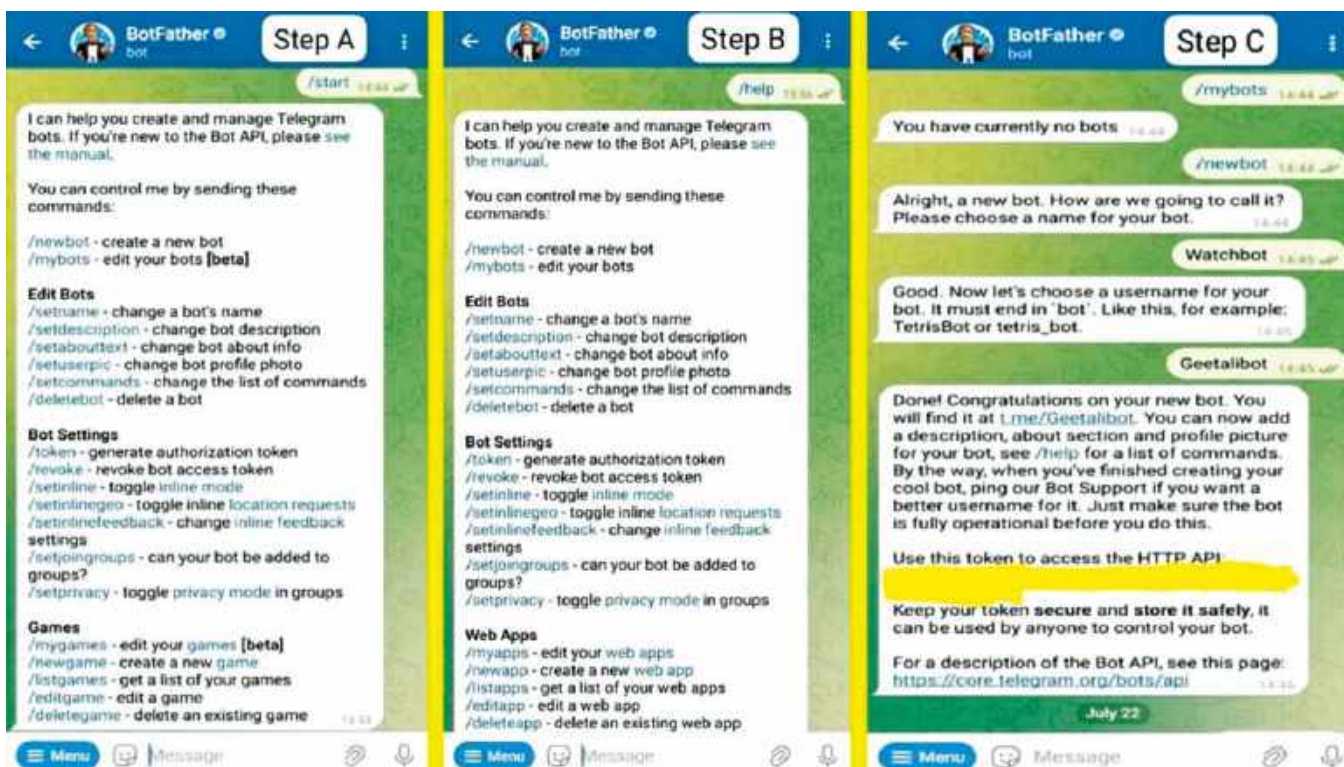 BotFather
bot
Step A
/start
I can help you create and manage Telegram
bots. If you're new to the Bot API, please see
the manual.
You can control me by sending these
commands:
/newbot - create a new bot
/mybots - edit your bots [beta]
Edit Bots
/setname - change a bot's name
/setdescription - change bot description
/setabouttext - change bot about info
/setuserpic - change bot profile photo
/setcommands - change the list of commands
/deletebot - delete a bot
Bot Settings
/token - generate authorization token
/revoke - revoke bot access token
/setinline - toggle inline mode
/setinlinegeo - toggle inline location requests
/setinlinefeedback - change inline feedback
settings
/setjoingroups - can your bot be added to
groups?
/setprivacy - toggle privacy mode in groups
Games
/mygames - edit your games [beta]
/newgame - create a new game
/listgames - get a list of your games
/editgame - edit a game
/deletegame - delete an existing game
Menu
Message
BotFather
bot
Step B
/help
I can help you create and manage Telegram
bots. If you're new to the Bot API, please see
the manual.
You can control me by sending these
commands:
/newbot - create a new bot
/mybots - edit your bots
Edit Bots
/setname - change a bot's name
/setdescription - change bot description
/setabouttext - change bot about info
/setuserpic - change bot profile photo
/setcommands - change the list of commands
/deletebot - delete a bot
Bot Settings
/token - generate authorization token
/revoke - revoke bot access token
/setinline - toggle inline mode
/setinlinegeo - toggle inline location requests
/setinlinefeedback - change inline feedback
settings
/setjoingroups - can your bot be added to
groups?
/setprivacy - toggle privacy mode in groups
Web Apps
/myapps - edit your web apps
/newapp - create a new web app
/listapps - get a list of your web apps
/editapp - edit a web app
/deleteapp - delete an existing web app
Menu
Message
BotFather
bot
Step C
/mybots 14:44
You have currently no bots 14:44
/newbot 14:44
Alright, a new bot. How are we going to call it?
Please choose a name for your bot.
14:44
Watchbot 14:45
Good. Now let's choose a username for your
bot. It must end in `bot`. Like this, for example:
TetrisBot or tetris_bot.
14:45
Geetalibot 14:45
Done! Congratulations on your new bot. You
will find it at t.me/Geetalibot. You can now add
a description, about section and profile picture
for your bot, see /help for a list of commands.
By the way, when you've finished creating your
cool bot, ping our Bot Support if you want a
better username for it. Just make sure the bot
is fully operational before you do this.
Use this token to access the HTTP API:
Keep your token secure and store it safely, it
can be used by anyone to control your bot.
For a description of the Bot API, see this page:
https://core.telegram.org/bots/api
July 22
Menu
Message